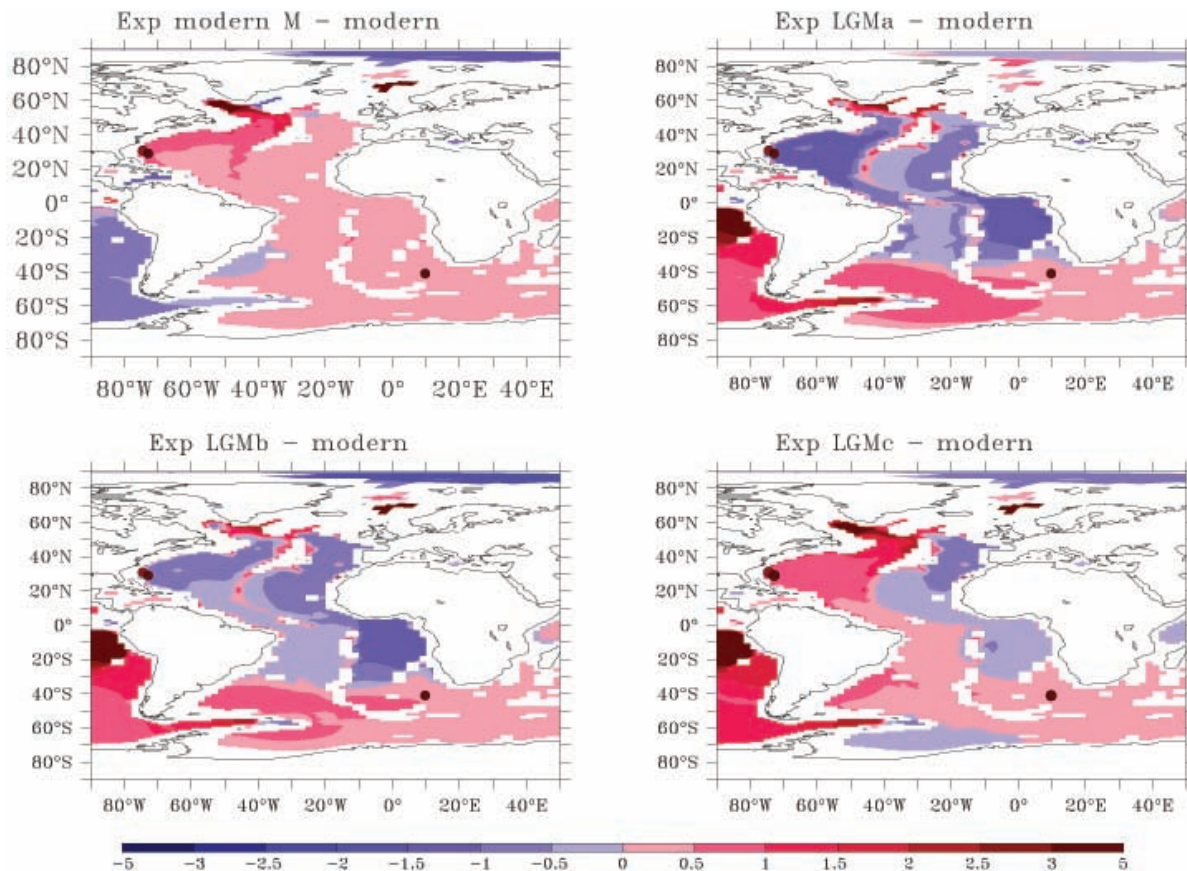 Exp modern M – modern
80°N
60°N
40°N
20°N
0°
20°S
40°S
60°S
80°S
80°W 60°W 40°W 20°W 0° 20°E 40°E
Exp LGMa – modern
80°N
60°N
40°N
20°N
0°
20°S
40°S
60°S
80°S
80°W 60°W 40°W 20°W 0° 20°E 40°E
Exp LGMb – modern
80°N
60°N
40°N
20°N
0°
20°S
40°S
60°S
80°S
80°W 60°W 40°W 20°W 0° 20°E 40°E
Exp LGMc – modern
80°N
60°N
40°N
20°N
0°
20°S
40°S
60°S
80°S
80°W 60°W 40°W 20°W 0° 20°E 40°E
−5 −3 −2.5 −2 −1.5 −1 −0.5 0 0.5 1 1.5 2 2.5 3 5